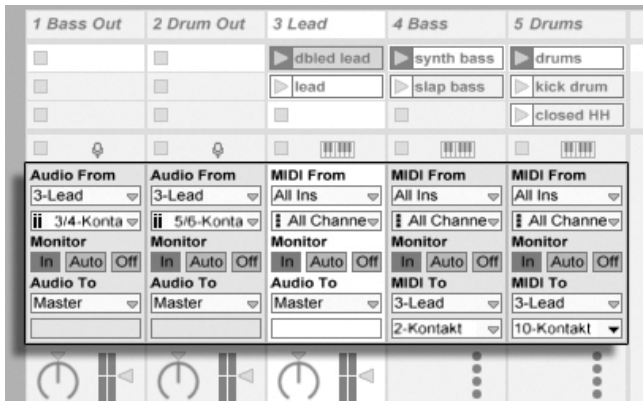 1 Bass Out 2 Drum Out 3 Lead 4 Bass 5 Drums
dbled lead synth bass drums
lead slap bass kick drum
closed HH
Audio From Audio From MIDI From MIDI From MIDI From
3-Lead 3-Lead All Ins All Ins All Ins
3/4-Konta 5/6-Konta All Channe All Channe All Channe
Monitor Monitor Monitor Monitor Monitor
In Auto Off In Auto Off In Auto Off In Auto Off In Auto Off
Audio To Audio To Audio To MIDI To MIDI To
Master Master Master 3-Lead 3-Lead
2-Kontakt 10-Kontakt